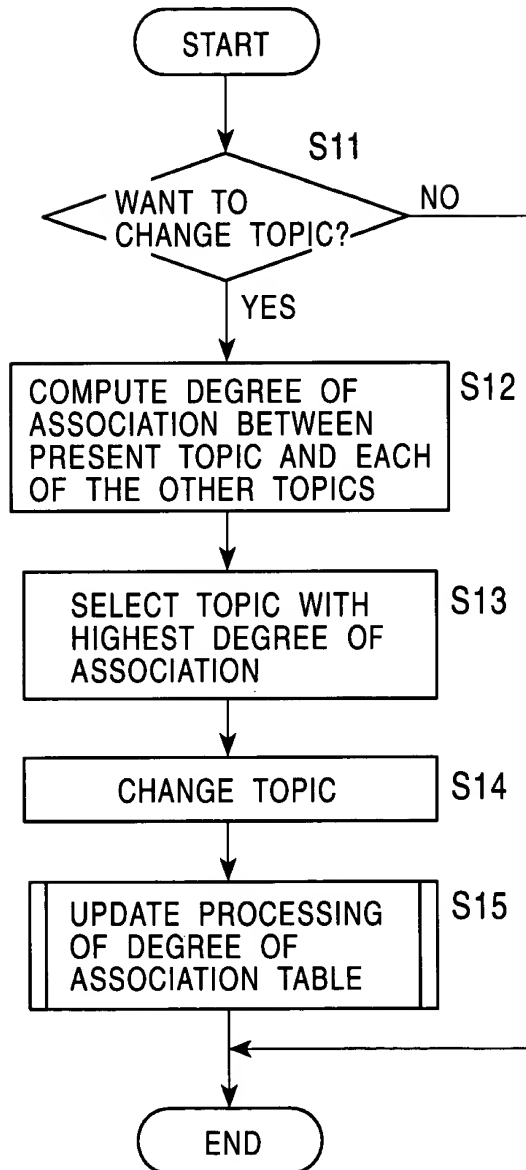 START
S11
WANT TO
CHANGE TOPIC?
NO
YES
COMPUTE DEGREE OF
ASSOCIATION BETWEEN
PRESENT TOPIC AND EACH
OF THE OTHER TOPICS
S12
SELECT TOPIC WITH
HIGHEST DEGREE OF
ASSOCIATION
S13
CHANGE TOPIC
S14
UPDATE PROCESSING
OF DEGREE OF
ASSOCIATION TABLE
S15
END